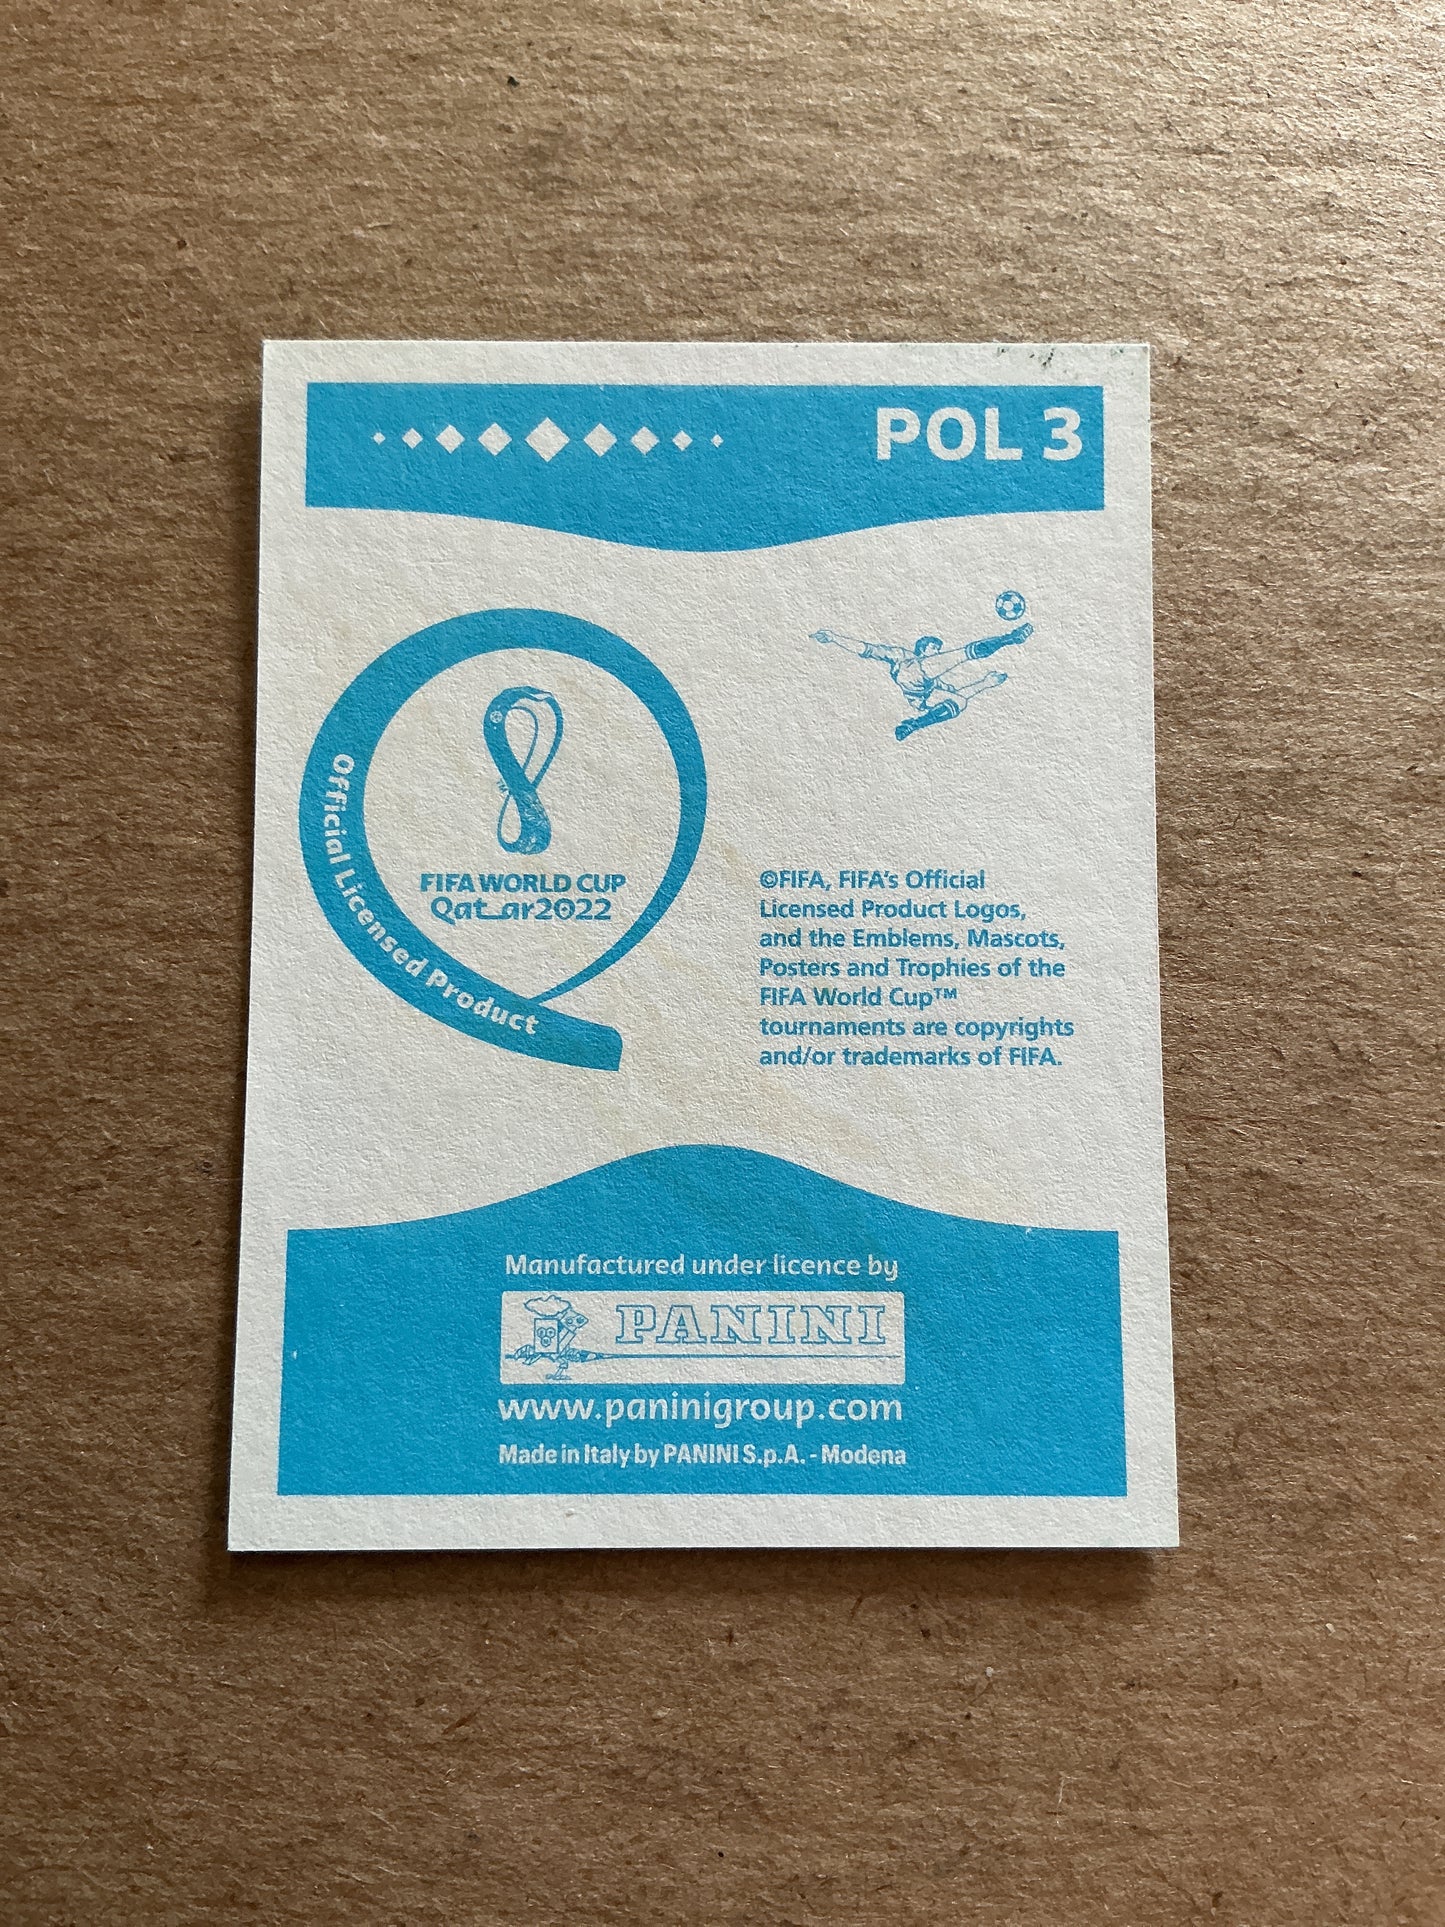 POL 3
Official Licensed Product
FIFA WORLD CUP
Qatar2022
TM
©FIFA, FIFA's Official
Licensed Product Logos,
and the Emblems, Mascots,
Posters and Trophies of the
FIFA World Cup™
tournaments are copyrights
and/or trademarks of FIFA.
Manufactured under licence by
PANINI
www.paninigroup.com
Made in Italy by PANINI S.p.A. - Modena